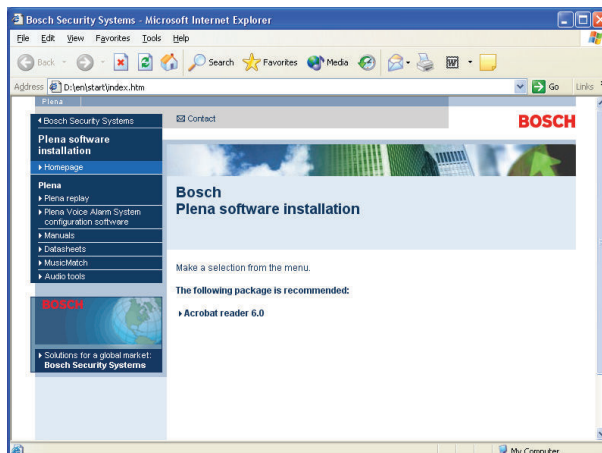 Bosch Security Systems - Microsoft Internet Explorer
File Edit View Favorites Tools Help
Back Search Favorites Media W
Address D:\en\start\index.htm Go Links
Plena
Bosch Security Systems
Contact
BOSCH
Plena software
installation
Homepage
Plena
Plena replay
Plena Voice Alarm System
configuration software
Manuals
Datasheets
MusicMatch
Audio tools
BOSCH
Solutions for a global market:
Bosch Security Systems
Bosch
Plena software installation
Make a selection from the menu.
The following package is recommended:
Acrobat reader 6.0
My Computer